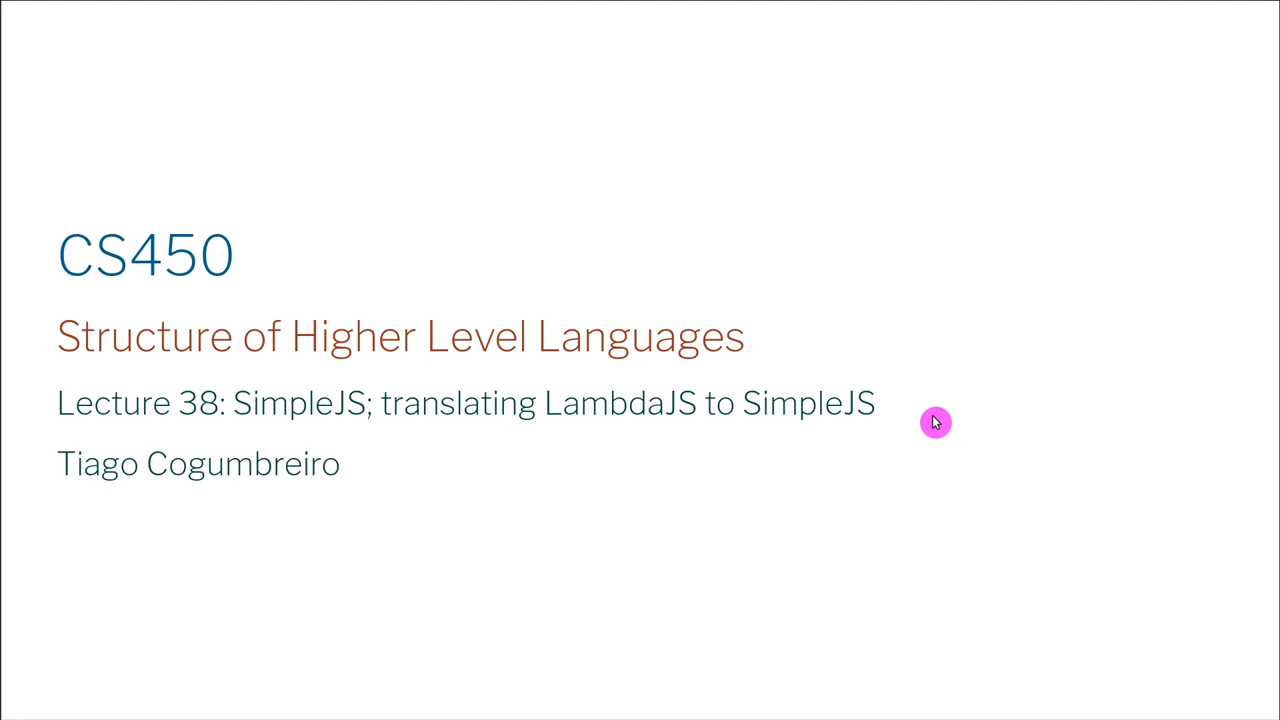 CS450
Structure of Higher Level Languages
Lecture 38: SimpleJS; translating LambdaJS to SimpleJS
Tiago Cogumbreiro